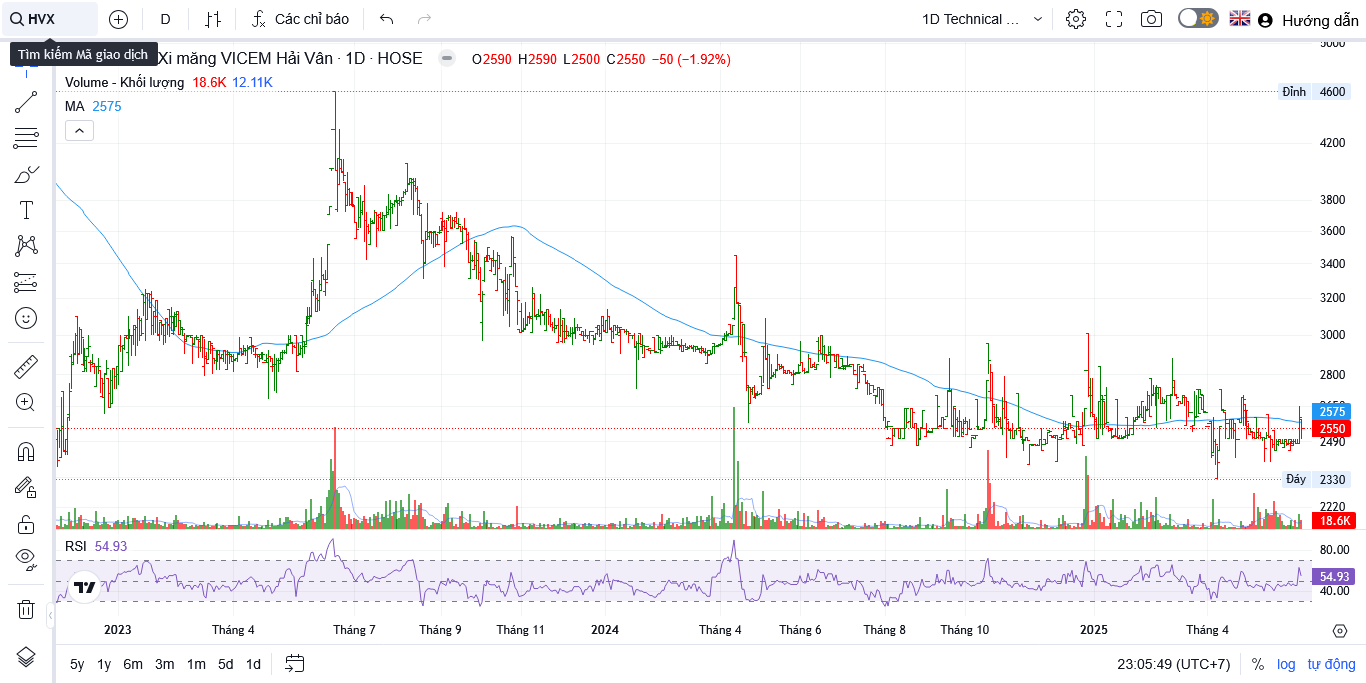 HVX D Các chỉ báo 1D Technical ... Hướng dẫn
Tìm kiếm Mã giao dịch
Xi măng VICEM Hải Vân · 1D · HOSE O2590 H2590 L2500 C2550 −50 (−1.92%)
Volume - Khối lượng 18.6K 12.11K
MA 2575
5000
Đỉnh 4600
4200
3800
3600
3400
3200
3000
2800
2575
2550
2490
Đáy 2330
2220
18.6K
RSI 54.93
80.00
54.93
40.00
2023 Tháng 4 Tháng 7 Tháng 9 Tháng 11 2024 Tháng 4 Tháng 6 Tháng 8 Tháng 10 2025 Tháng 4
5y 1y 6m 3m 1m 5d 1d 23:05:49 (UTC+7) % log tự động